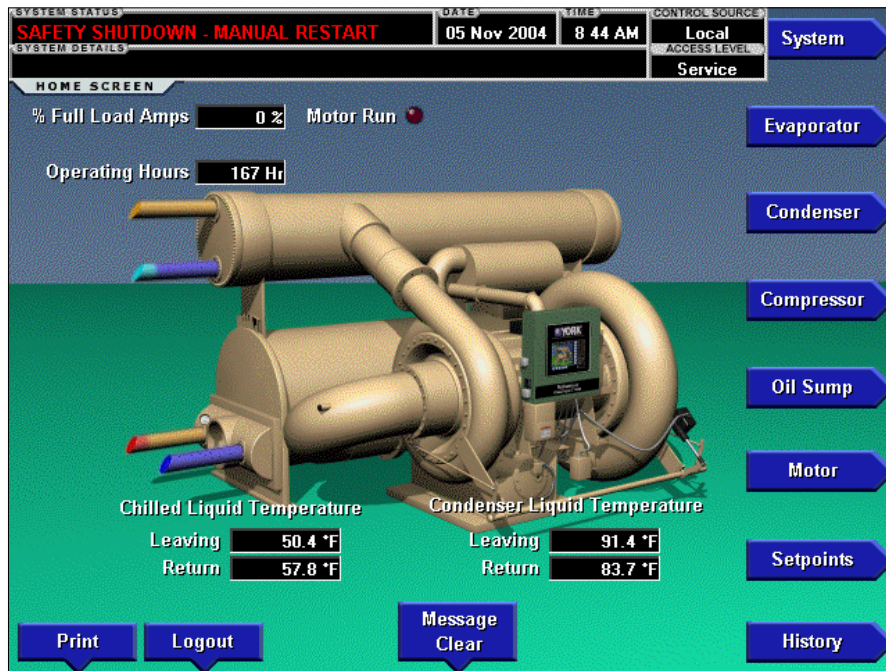 SYSTEM STATUS
SAFETY SHUTDOWN - MANUAL RESTART
SYSTEM DETAILS
DATE
05 Nov 2004
TIME
8 44 AM
CONTROL SOURCE
Local
ACCESS LEVEL
Service
System
HOME SCREEN
% Full Load Amps 0 %
Motor Run
Evaporator
Operating Hours 167 Hr
Condenser
Compressor
YORK
Oil Sump
Motor
Chilled Liquid Temperature
Leaving 50.4 °F
Return 57.8 °F
Condenser Liquid Temperature
Leaving 91.4 °F
Return 83.7 °F
Setpoints
Print
Logout
Message
Clear
History